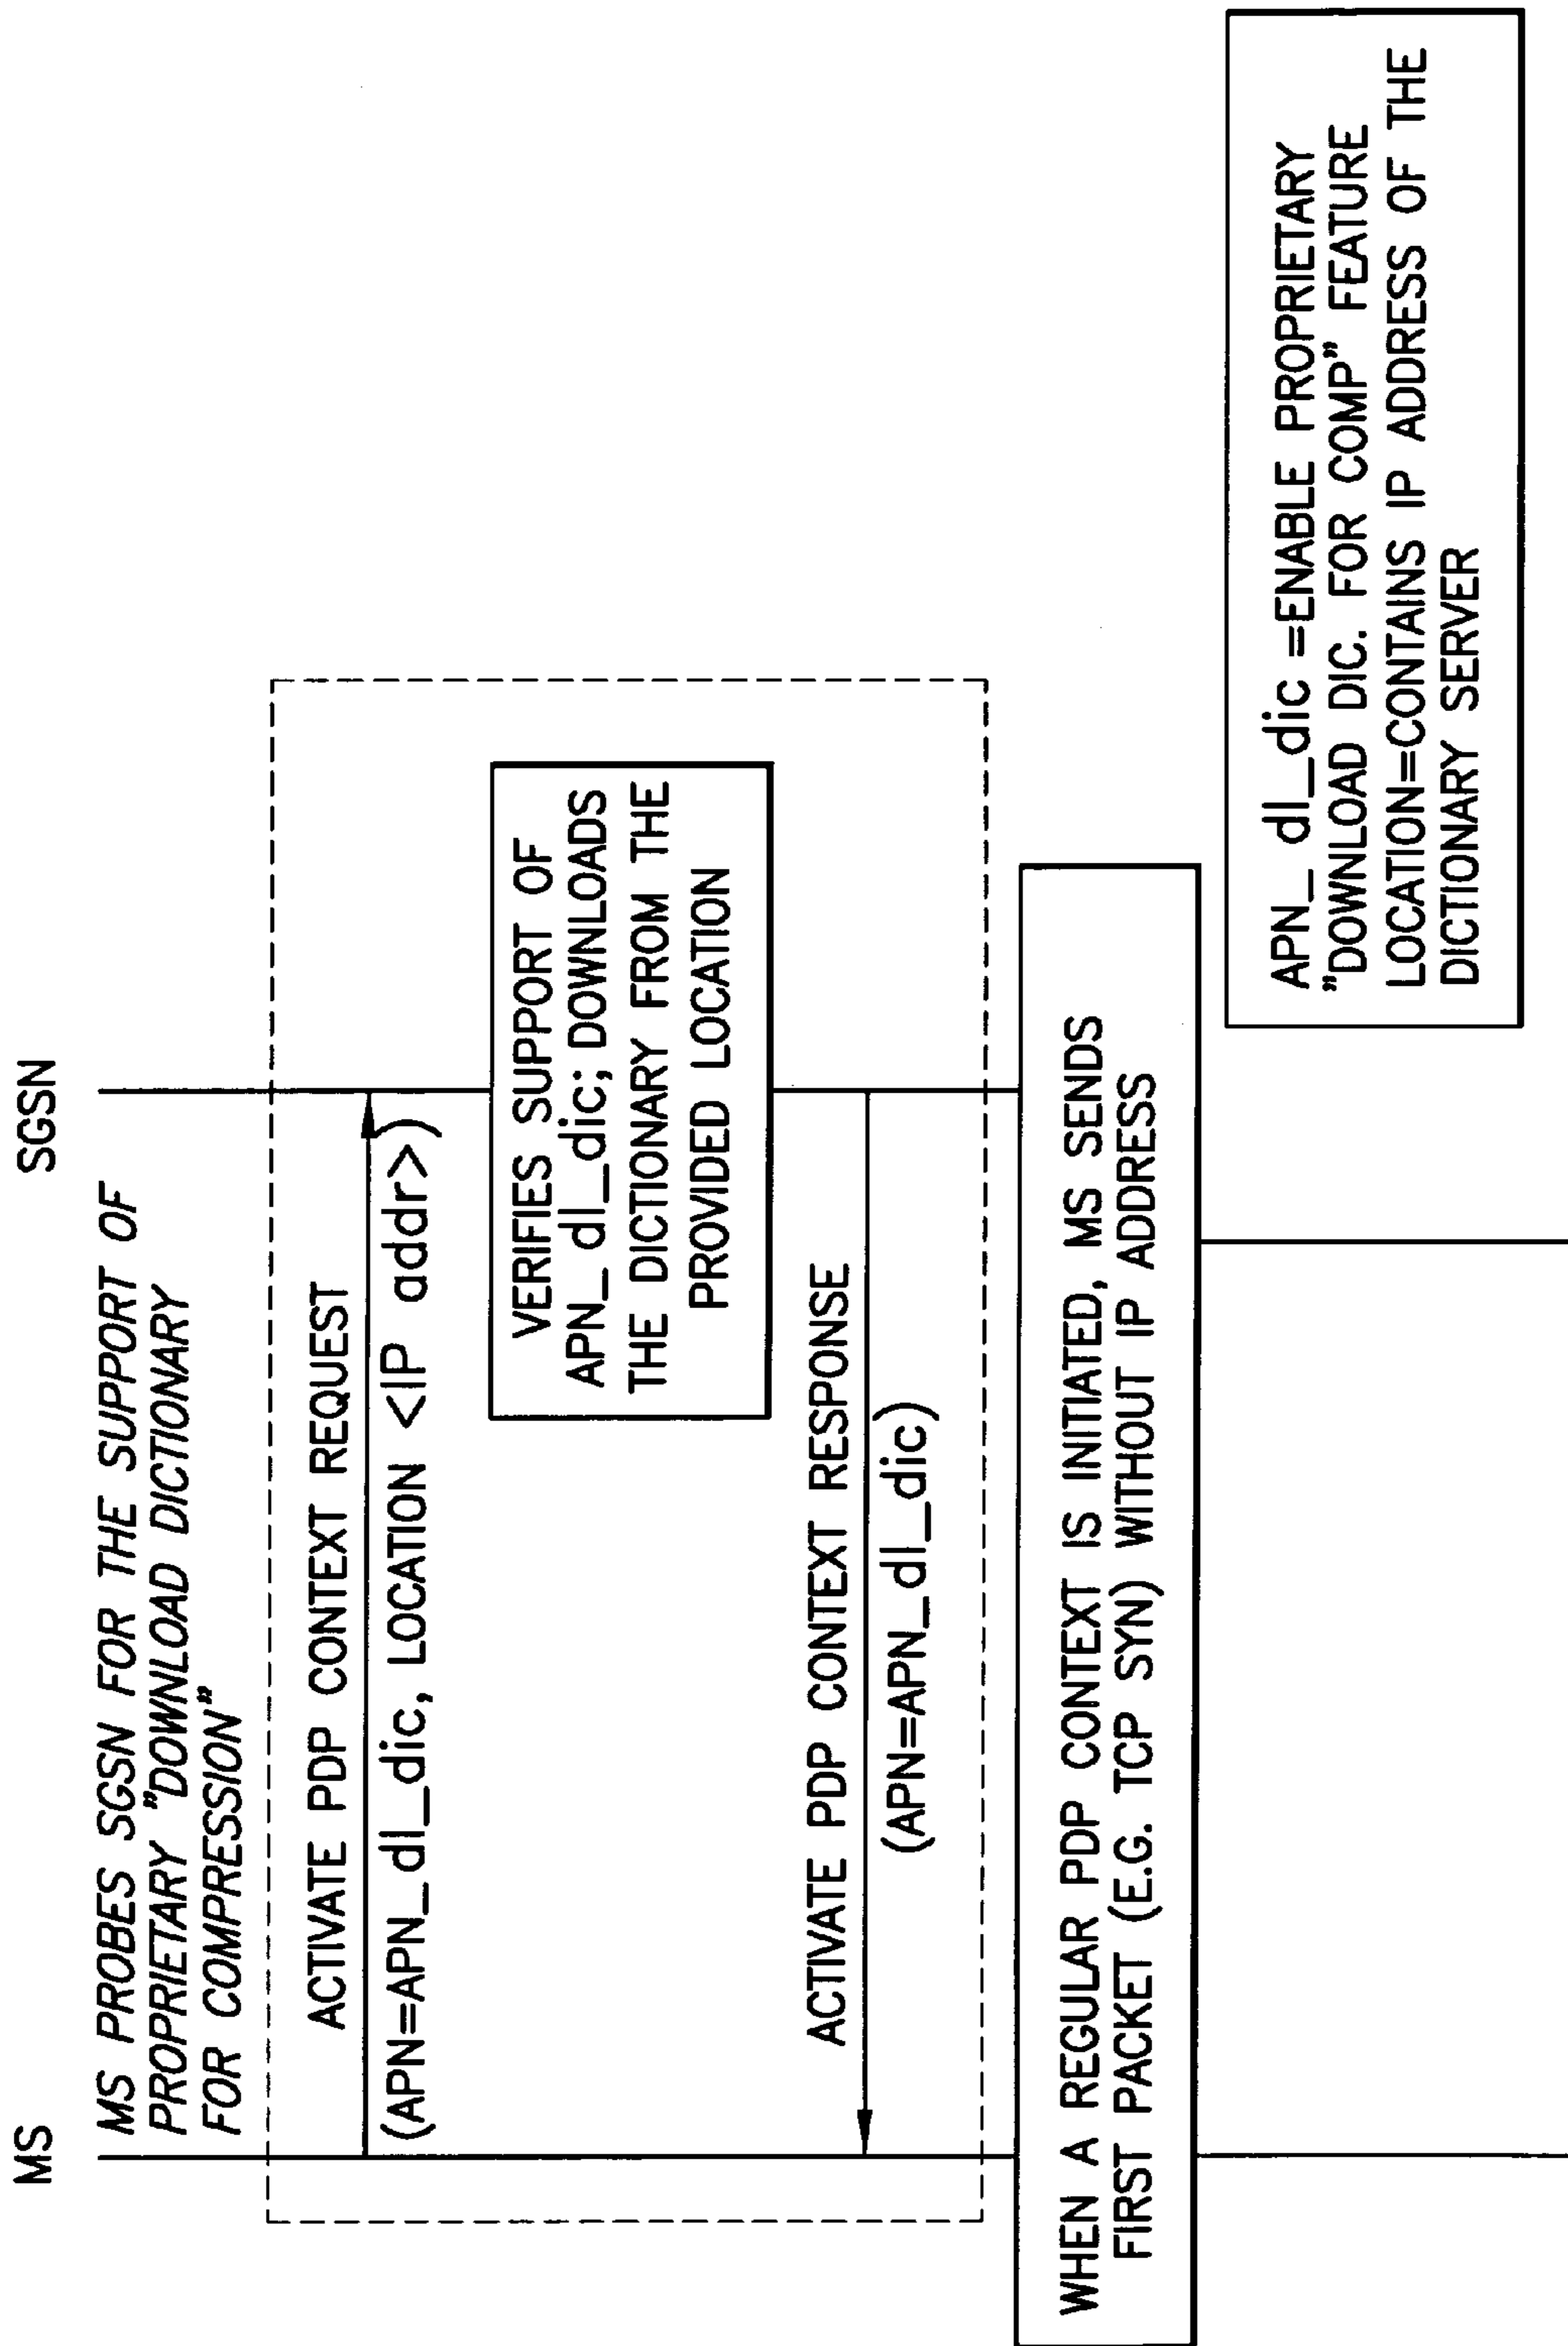 MS
SGSN
MS PROBES SGSN FOR THE SUPPORT OF
PROPRIETARY "DOWNLOAD DICTIONARY
FOR COMPRESSION"
ACTIVATE PDP CONTEXT REQUEST
(APN=APN_dl_dic, LOCATION <IP addr>)
VERIFIES SUPPORT OF
APN_dl_dic; DOWNLOADS
THE DICTIONARY FROM THE
PROVIDED LOCATION
ACTIVATE PDP CONTEXT RESPONSE
(APN=APN_dl_dic)
WHEN A REGULAR PDP CONTEXT IS INITIATED, MS SENDS
FIRST PACKET (E.G. TCP SYN) WITHOUT IP ADDRESS
APN_dl_dic =ENABLE PROPRIETARY
"DOWNLOAD DIC. FOR COMP" FEATURE
LOCATION=CONTAINS IP ADDRESS OF THE
DICTIONARY SERVER